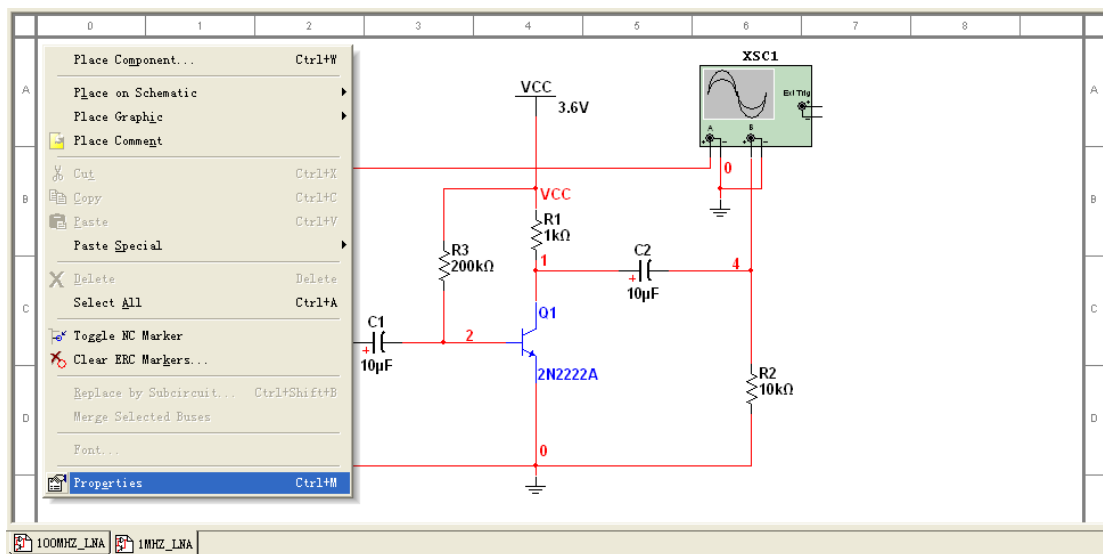 0 1 2 3 4 5 6 7 8
Place Component... Ctrl+W
Place on Schematic
Place Graphic
Place Comment
Cut Ctrl+X
Copy Ctrl+C
Paste Ctrl+V
Paste Special
Delete Delete
Select All Ctrl+A
Toggle NC Marker
Clear ERC Markers...
Replace by Subcircuit... Ctrl+Shift+B
Merge Selected Buses
Font...
Properties Ctrl+M
A
B
C
D
XSC1
Ext Trig
A B
VCC
3.6V
0
VCC
R1
1kΩ
R3
200kΩ
1
C2
10µF
4
Q1
C1
10µF
2
2N2222A
R2
10kΩ
0
A
B
C
D
100MHZ_LNA 1MHZ_LNA